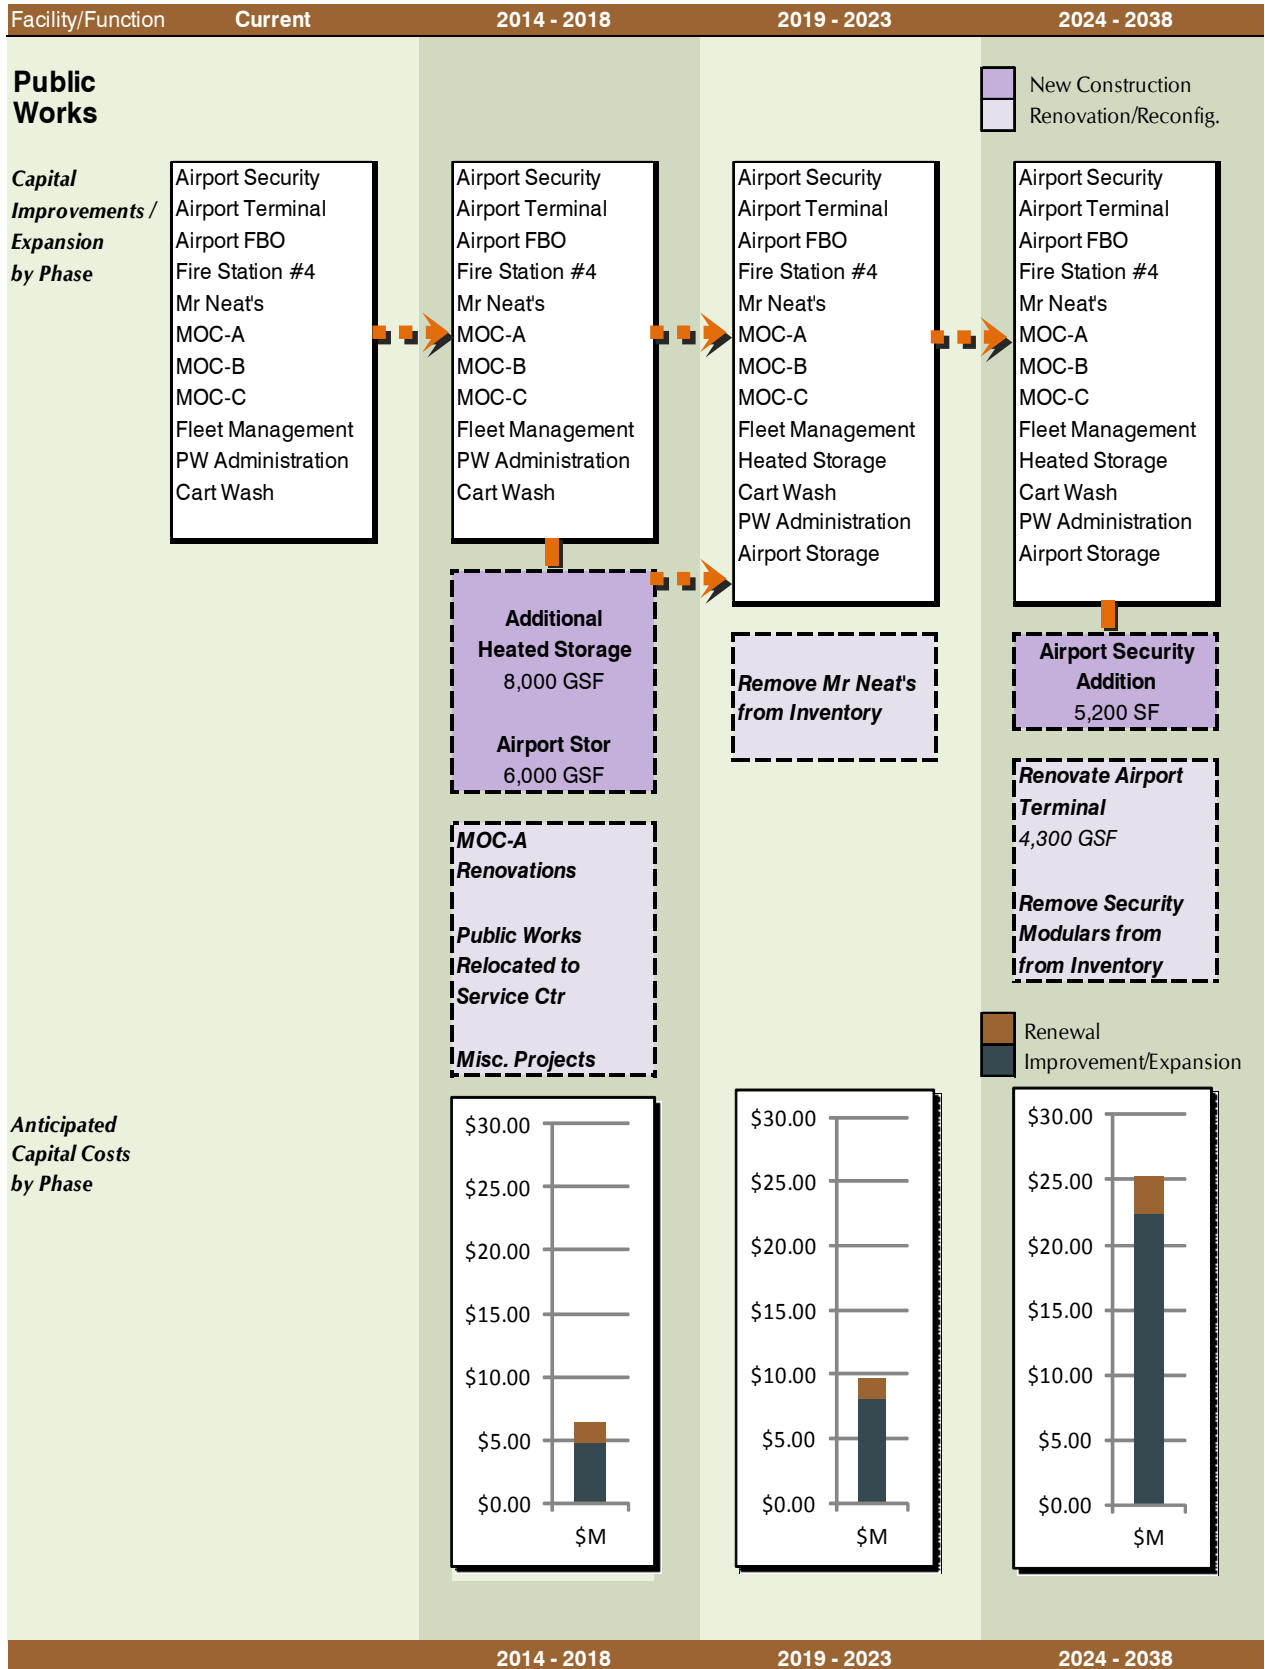 Facility/Function Current 2014 - 2018 2019 - 2023 2024 - 2038
Public
Works
New Construction
Renovation/Reconfig.
Capital
Improvements /
Expansion
by Phase
Airport Security
Airport Terminal
Airport FBO
Fire Station #4
Mr Neat's
MOC-A
MOC-B
MOC-C
Fleet Management
PW Administration
Cart Wash
Airport Security
Airport Terminal
Airport FBO
Fire Station #4
Mr Neat's
MOC-A
MOC-B
MOC-C
Fleet Management
PW Administration
Cart Wash
Additional
Heated Storage
8,000 GSF
Airport Stor
6,000 GSF
MOC-A
Renovations
Public Works
Relocated to
Service Ctr
Misc. Projects
Airport Security
Airport Terminal
Airport FBO
Fire Station #4
Mr Neat's
MOC-A
MOC-B
MOC-C
Fleet Management
Heated Storage
Cart Wash
PW Administration
Airport Storage
Remove Mr Neat's
from Inventory
Airport Security
Airport Terminal
Airport FBO
Fire Station #4
Mr Neat's
MOC-A
MOC-B
MOC-C
Fleet Management
Heated Storage
Cart Wash
PW Administration
Airport Storage
Airport Security
Addition
5,200 SF
Renovate Airport
Terminal
4,300 GSF
Remove Security
Modulars from
from Inventory
Renewal
Improvement/Expansion
Anticipated
Capital Costs
by Phase
$30.00
$25.00
$20.00
$15.00
$10.00
$5.00
$0.00
$M
$30.00
$25.00
$20.00
$15.00
$10.00
$5.00
$0.00
$M
$30.00
$25.00
$20.00
$15.00
$10.00
$5.00
$0.00
$M
2014 - 2018 2019 - 2023 2024 - 2038